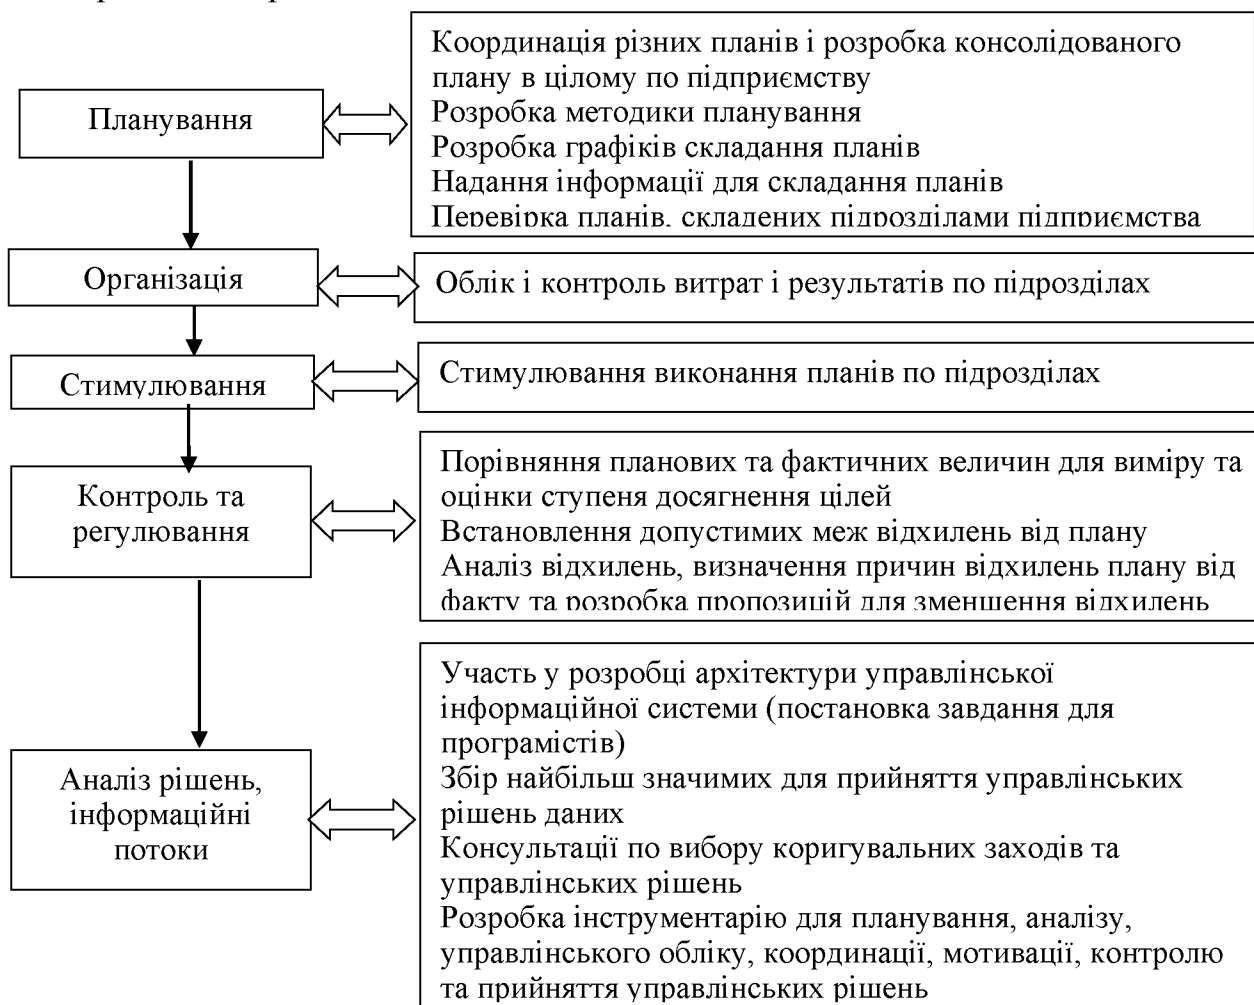 Планування
Координація різних планів і розробка консолідованого
плану в цілому по підприємству
Розробка методики планування
Розробка графіків складання планів
Надання інформації для складання планів
Перевірка планів, складених підрозділами підприємства
Організація
Облік і контроль витрат і результатів по підрозділах
Стимулювання
Стимулювання виконання планів по підрозділах
Контроль та
регулювання
Порівняння планових та фактичних величин для виміру та
оцінки ступеня досягнення цілей
Встановлення допустимих меж відхилень від плану
Аналіз відхилень, визначення причин відхилень плану від
факту та розробка пропозицій для зменшення відхилень
Аналіз рішень,
інформаційні
потоки
Участь у розробці архітектури управлінської
інформаційної системи (постановка завдання для
програмістів)
Збір найбільш значимих для прийняття управлінських
рішень даних
Консультації по вибору коригувальних заходів та
управлінських рішень
Розробка інструментарію для планування, аналізу,
управлінського обліку, координації, мотивації, контролю
та прийняття управлінських рішень